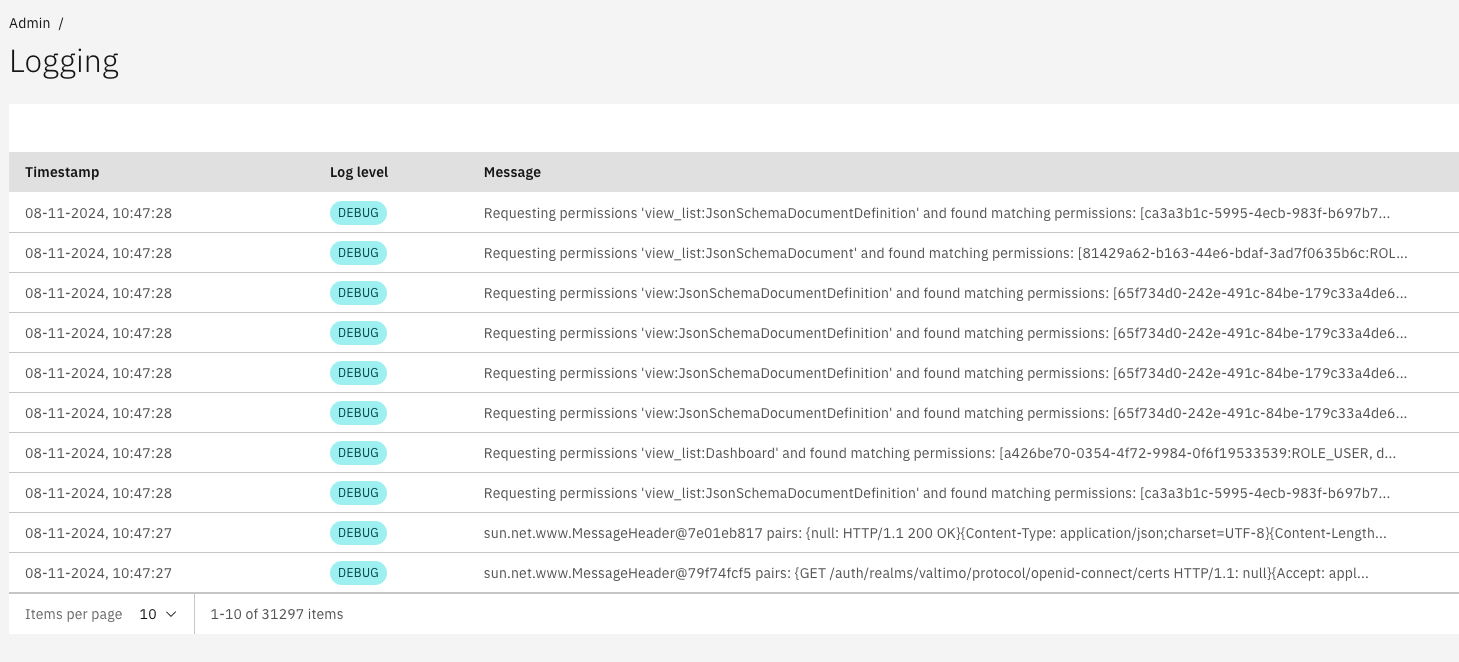 Admin /
Logging
Timestamp Log level Message
08-11-2024, 10:47:28 DEBUG Requesting permissions 'view_list:JsonSchemaDocumentDefinition' and found matching permissions: [ca3a3b1c-5995-4ecb-983f-b697b7...
08-11-2024, 10:47:28 DEBUG Requesting permissions 'view_list:JsonSchemaDocument' and found matching permissions: [81429a62-b163-44e6-bdaf-3ad7f0635b6c:ROL...
08-11-2024, 10:47:28 DEBUG Requesting permissions 'view:JsonSchemaDocumentDefinition' and found matching permissions: [65f734d0-242e-491c-84be-179c33a4de6...
08-11-2024, 10:47:28 DEBUG Requesting permissions 'view:JsonSchemaDocumentDefinition' and found matching permissions: [65f734d0-242e-491c-84be-179c33a4de6...
08-11-2024, 10:47:28 DEBUG Requesting permissions 'view:JsonSchemaDocumentDefinition' and found matching permissions: [65f734d0-242e-491c-84be-179c33a4de6...
08-11-2024, 10:47:28 DEBUG Requesting permissions 'view:JsonSchemaDocumentDefinition' and found matching permissions: [65f734d0-242e-491c-84be-179c33a4de6...
08-11-2024, 10:47:28 DEBUG Requesting permissions 'view_list:Dashboard' and found matching permissions: [a426be70-0354-4f72-9984-0f6f19533539:ROLE_USER, d...
08-11-2024, 10:47:28 DEBUG Requesting permissions 'view_list:JsonSchemaDocumentDefinition' and found matching permissions: [ca3a3b1c-5995-4ecb-983f-b697b7...
08-11-2024, 10:47:27 DEBUG sun.net.www.MessageHeader@7e01eb817 pairs: {null: HTTP/1.1 200 OK}{Content-Type: application/json;charset=UTF-8}{Content-Length...
08-11-2024, 10:47:27 DEBUG sun.net.www.MessageHeader@79f74fcf5 pairs: {GET /auth/realms/valtimo/protocol/openid-connect/certs HTTP/1.1: null}{Accept: appl...
Items per page 10 1-10 of 31297 items